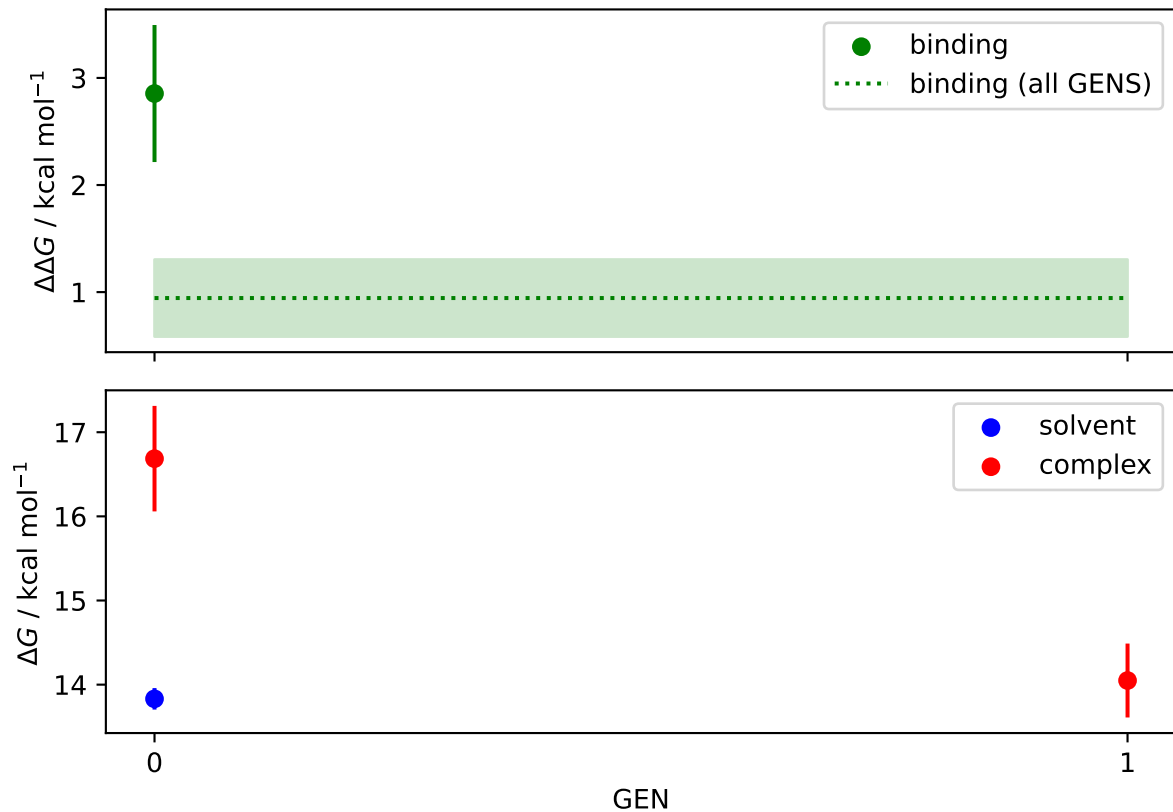 binding
binding (all GENS)
3
2
1
ΔΔG / kcal mol⁻¹
solvent
complex
17
16
15
14
ΔG / kcal mol⁻¹
0 1
GEN